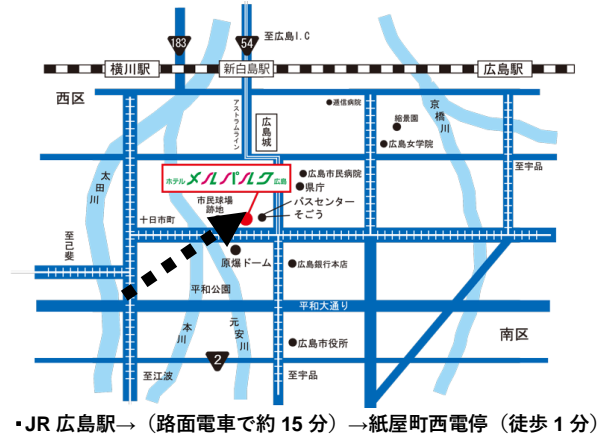 183
54
至広島I.C
横川駅
新白島駅
広島駅
西区
アストラムライン
広島城
逓信病院
縮景園
京橋川
広島女学院
至宇品
太田川
ホテル メルパルク 広島
広島市民病院
県庁
バスセンター
そごう
市民球場
跡地
十日市町
至己斐
原爆ドーム
広島銀行本店
平和公園
平和大通り
本川
元安川
南区
広島市役所
2
至江波
至宇品
・JR 広島駅→（路面電車で約 15 分）→紙屋町西電停（徒歩 1 分）